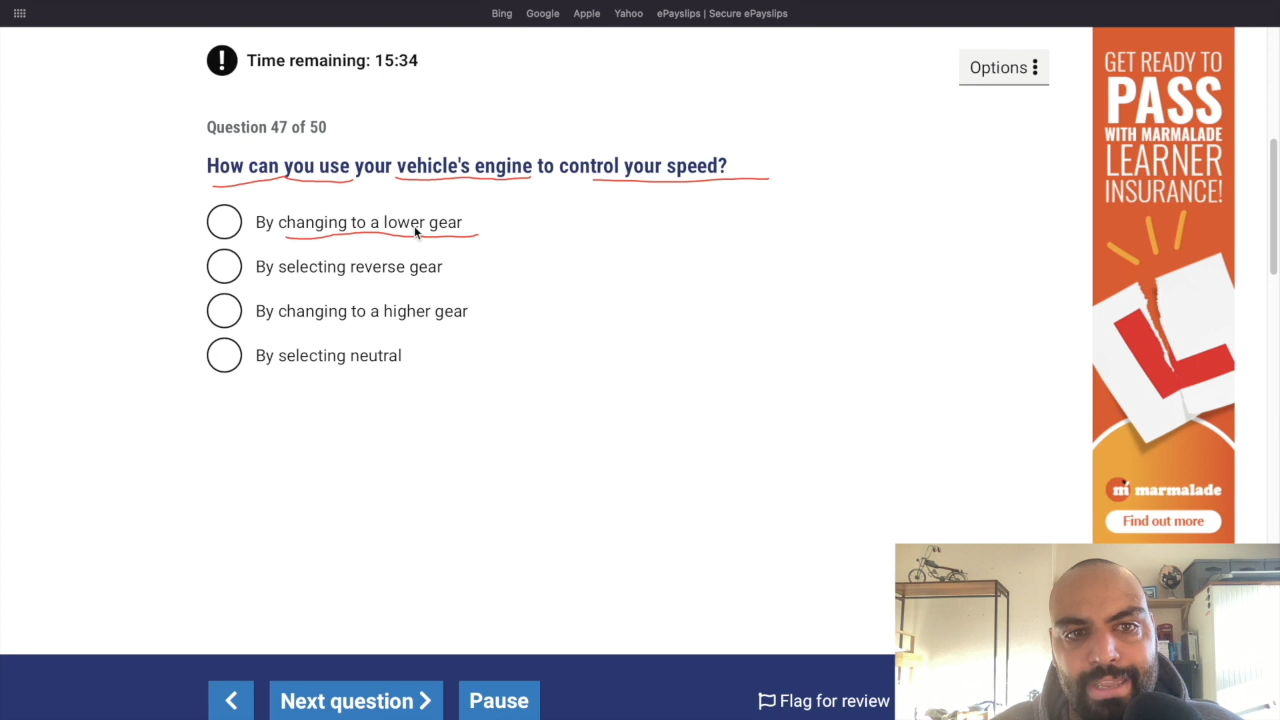 Bing Google Apple Yahoo ePayslips | Secure ePayslips
Time remaining: 15:34
Options
Question 47 of 50
How can you use your vehicle's engine to control your speed?
By changing to a lower gear
By selecting reverse gear
By changing to a higher gear
By selecting neutral
Next question
Pause
Flag for review
GET READY TO
PASS
WITH MARMALADE
LEARNER
INSURANCE!
m marmalade
Find out more